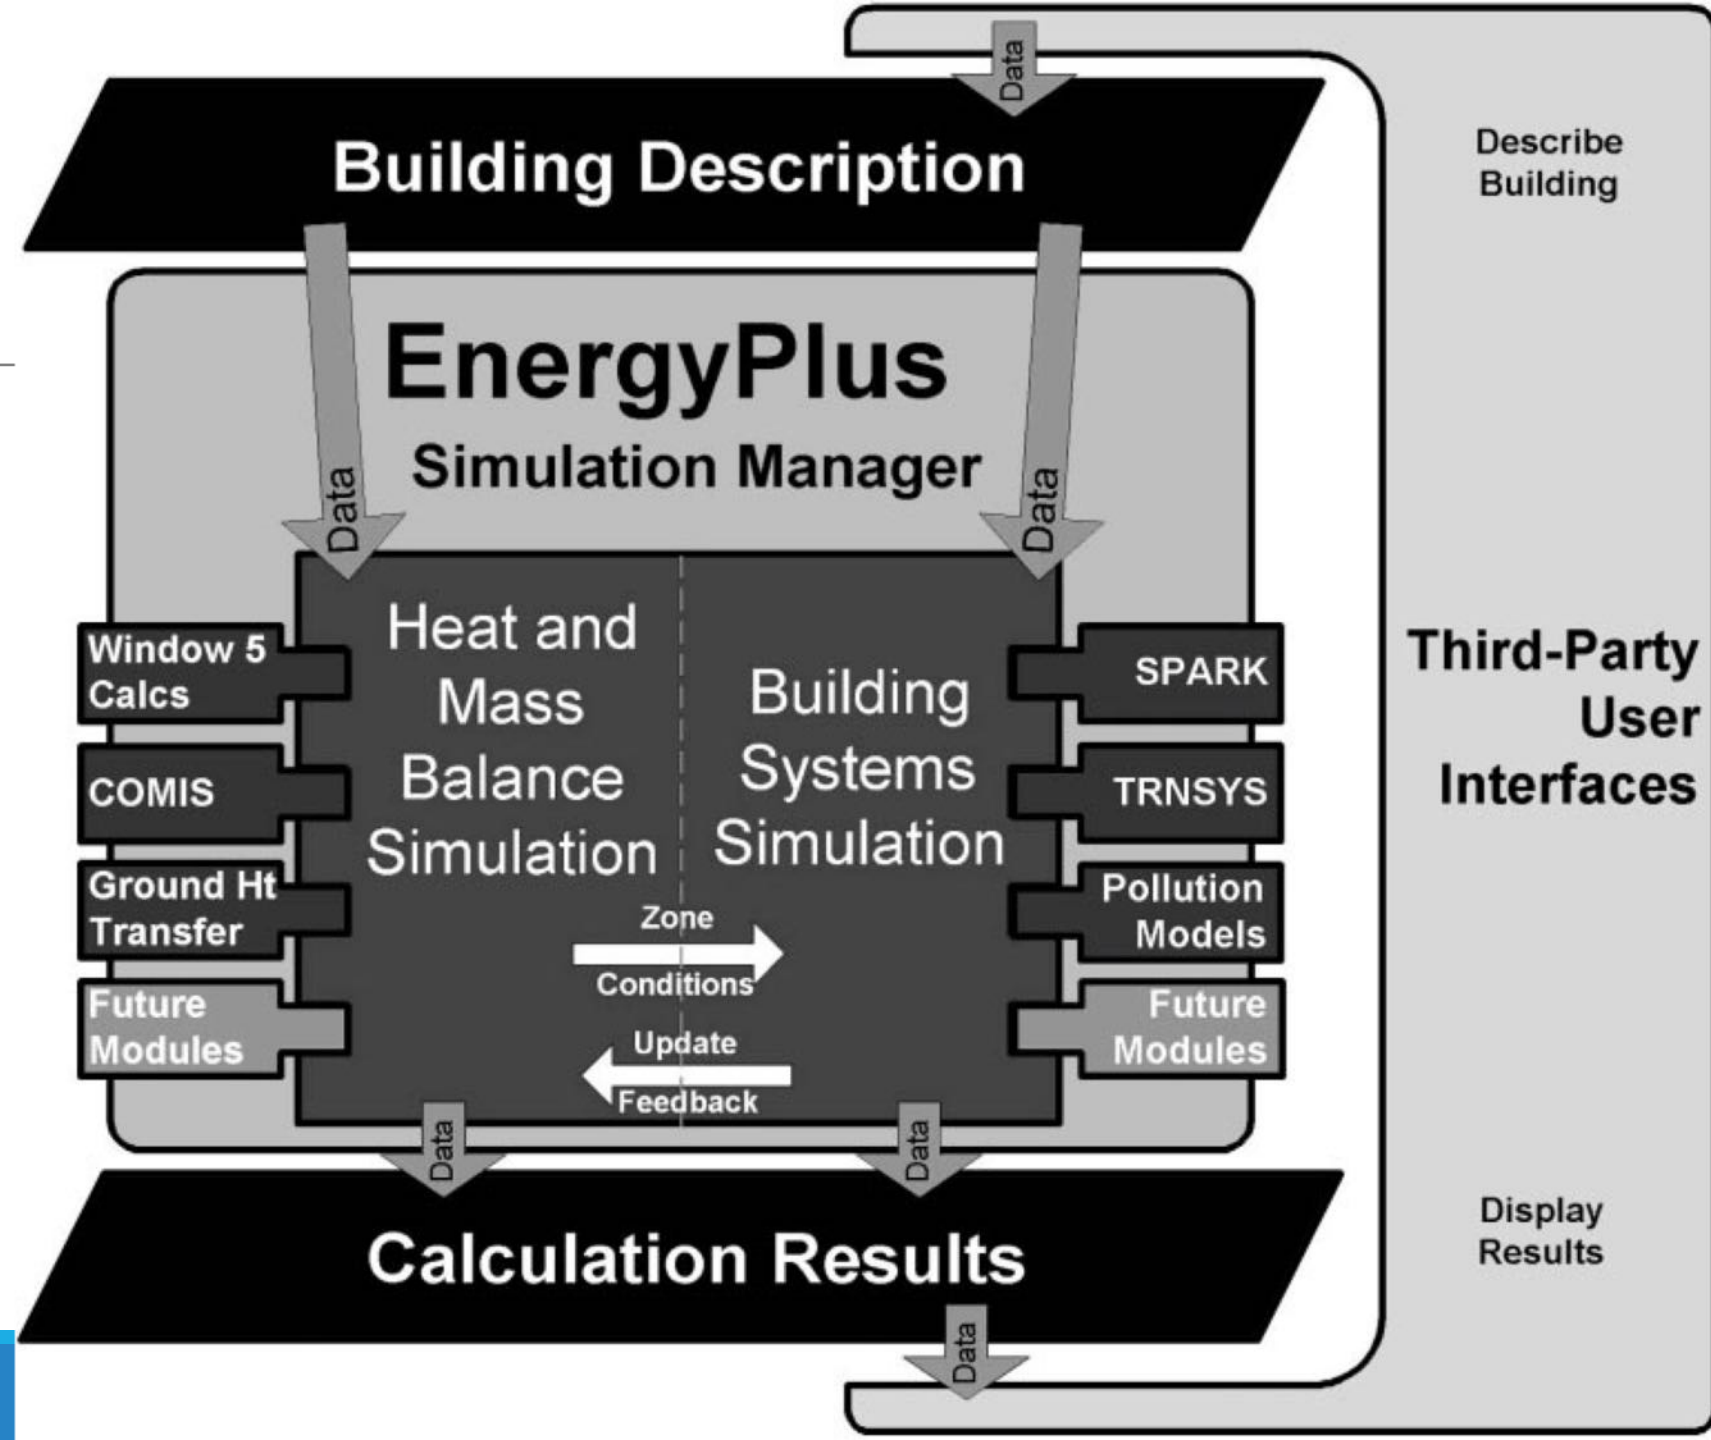 Data
Building Description
Describe
Building
EnergyPlus
Simulation Manager
Data
Data
Heat and
Mass
Balance
Simulation
Building
Systems
Simulation
Window 5
Calcs
COMIS
Ground Ht
Transfer
Future
Modules
SPARK
TRNSYS
Pollution
Models
Future
Modules
Zone
Conditions
Update
Feedback
Third-Party
User
Interfaces
Data
Data
Calculation Results
Display
Results
Data